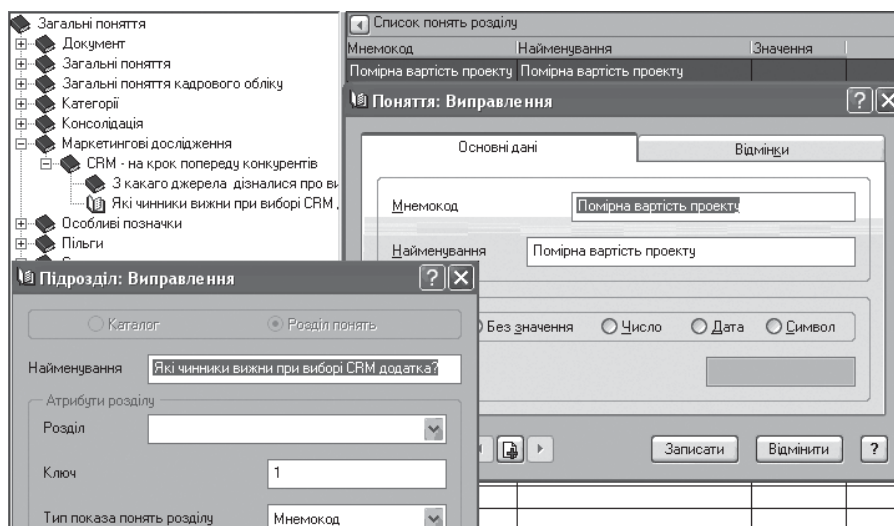 Загальні поняття
Документ
Загальні поняття
Загальні поняття кадрового обліку
Категорії
Консолідація
Маркетингові дослідження
CRM - на крок попереду конкурентів
З какаго джерела дізналися про ви
Які чинники вижни при виборі CRM
Особливі позначки
Пільги
Список понять розділу
Мнемокод Найменування Значення
Помірна вартість проекту Помірна вартість проекту
Поняття: Виправлення
Основні дані Відмінки
Мнемокод Помірна вартість проекту
Найменування Помірна вартість проекту
Без значення Число Дата Символ
Записати Відмінити ?
Підрозділ: Виправлення
Каталог Розділ понять
Найменування Які чинники вижни при виборі CRM додатка?
Атрибути розділу
Розділ
Ключ 1
Тип показа понять розділу Мнемокод